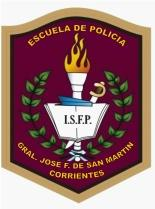 ESCUELA DE POLICIA
I.S.F.P.
GRAL. JOSE F. DE SAN MARTIN
CORRIENTES